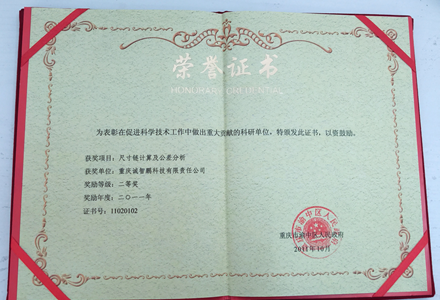 荣誉证书
HONORARY CREDENTIAL
为表彰在促进科学技术工作中做出重大贡献的科研单位，特颁发此证书，以资鼓励。
获奖项目：尺寸链计算及公差分析
获奖单位：重庆诚智鹏科技有限责任公司
奖励等级：二等奖
奖励年度：二〇一一年
证书号：11020102
重庆市渝中区人民政府
2011年10月